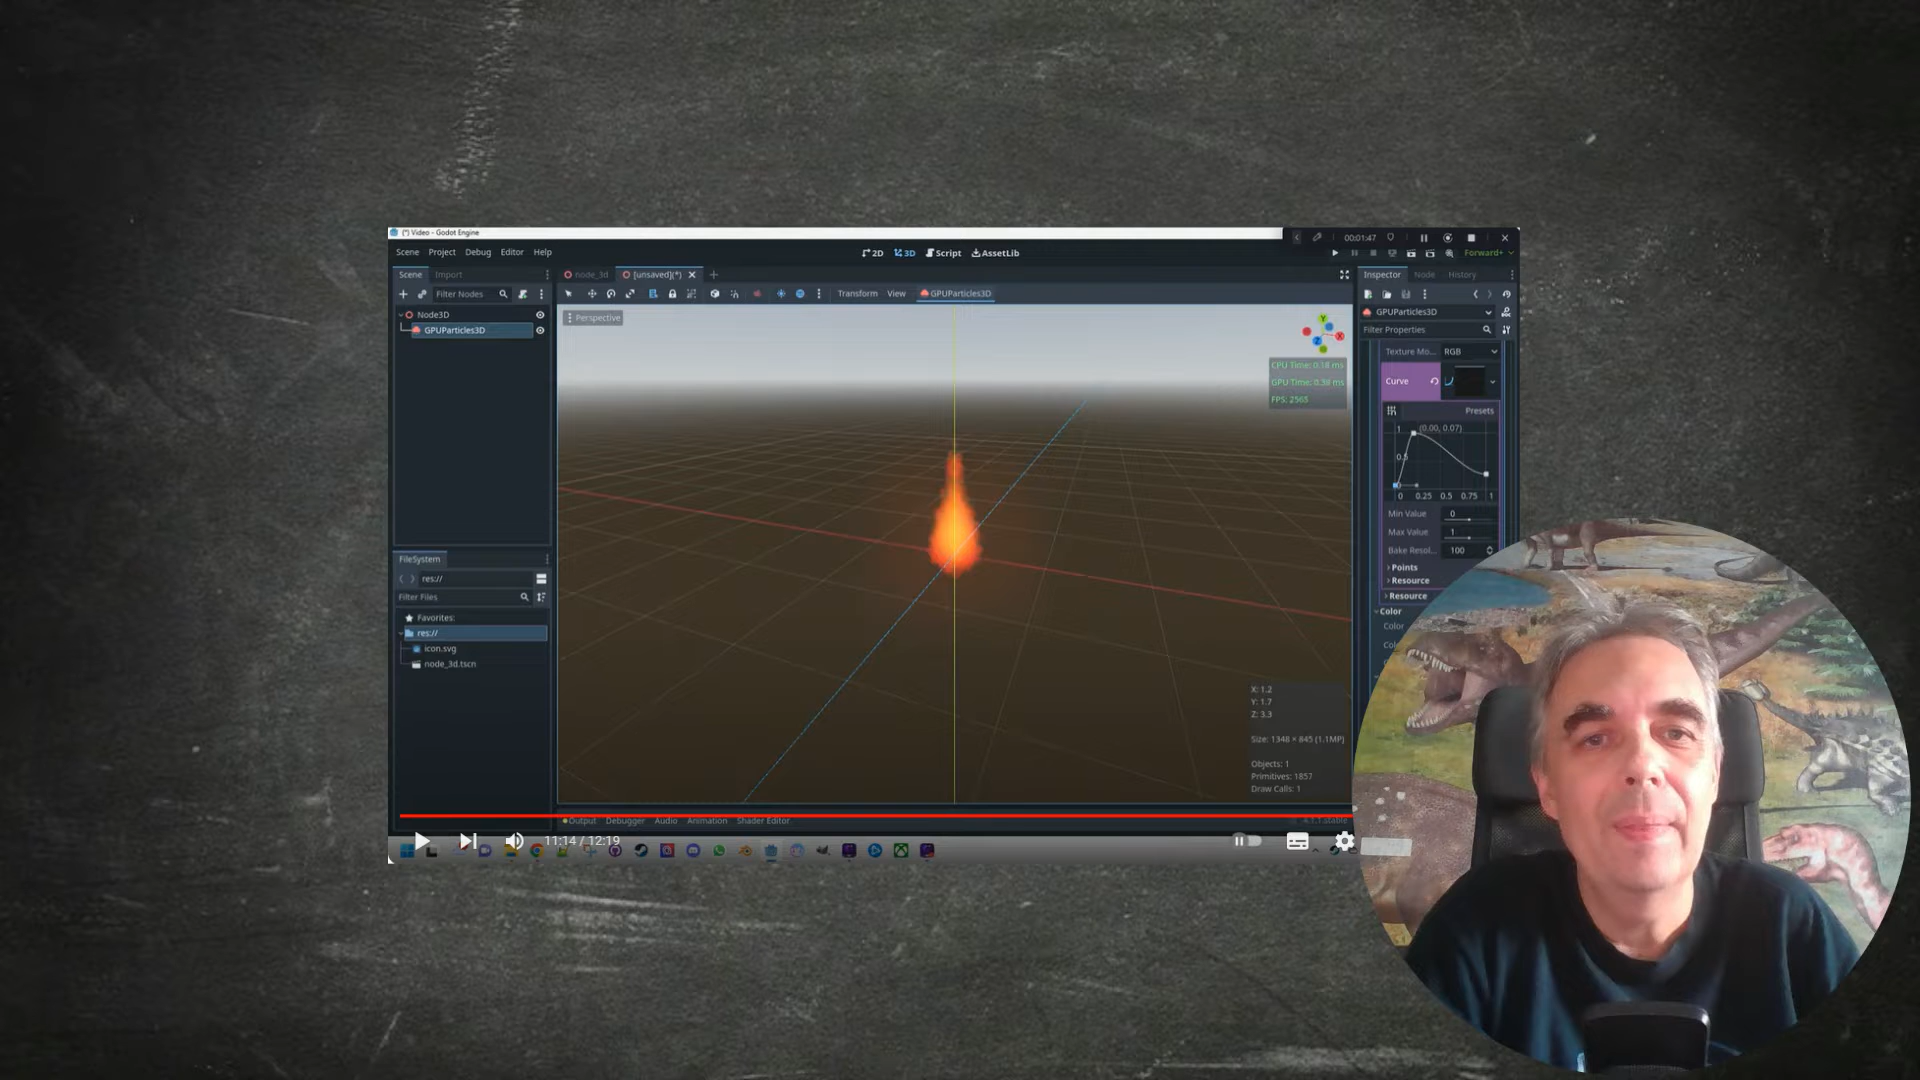 (*) Video - Godot Engine
00:01:47
Scene Project Debug Editor Help
2D 3D Script AssetLib
Forward+
Scene Import
node_3d [unsaved](*)
Inspector Node History
Filter Nodes
Transform View GPUParticles3D
Node3D
GPUParticles3D
GPUParticles3D
Perspective
Filter Properties
Texture Mo... RGB
Y
X
Z
CPU Time: 0.18 ms
GPU Time: 0.38 ms
FPS: 2565
Curve
Presets
1 (0.00, 0.07)
0.5
0 0.25 0.5 0.75 1
Min Value 0
Max Value 1
Bake Resol... 100
Points
Resource
Resource
Color
Color
FileSystem
res://
Filter Files
Favorites:
res://
icon.svg
node_3d.tscn
X: 1.2
Y: 1.7
Z: 3.3
Size: 1348 × 845 (1.1MP)
Objects: 1
Primitives: 1857
Draw Calls: 1
Output Debugger Audio Animation Shader Editor
4.1.1.stable
11:14 / 12:19